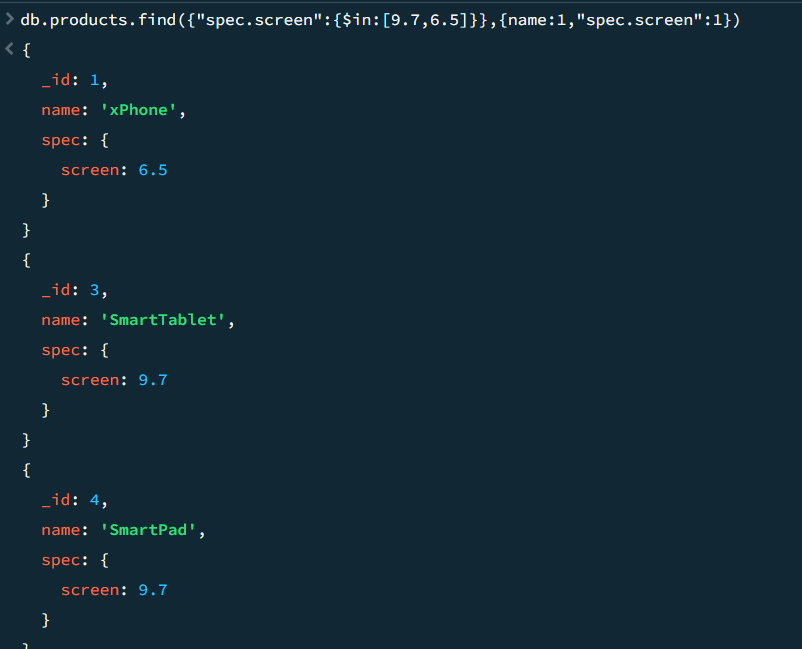 > db.products.find({"spec.screen":{$in:[9.7,6.5]}},{name:1,"spec.screen":1})
< {
_id: 1,
name: 'xPhone',
spec: {
screen: 6.5
}
}
{
_id: 3,
name: 'SmartTablet',
spec: {
screen: 9.7
}
}
{
_id: 4,
name: 'SmartPad',
spec: {
screen: 9.7
}
}